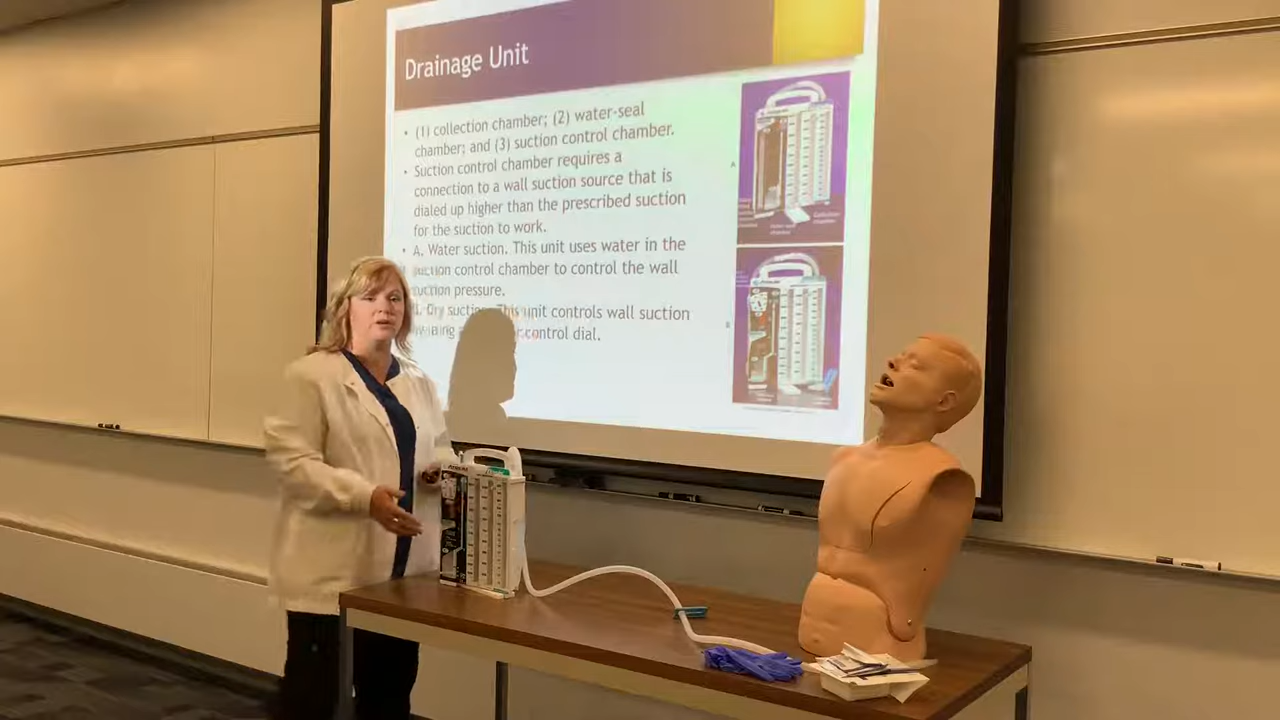 Drainage Unit
• (1) collection chamber; (2) water-seal
chamber; and (3) suction control chamber.
• Suction control chamber requires a
connection to a wall suction source that is
dialed up higher than the prescribed suction
for the suction to work.
• A. Water suction. This unit uses water in the
suction control chamber to control the wall
suction pressure.
Dry suction. This unit controls wall suction
control dial.
A
B